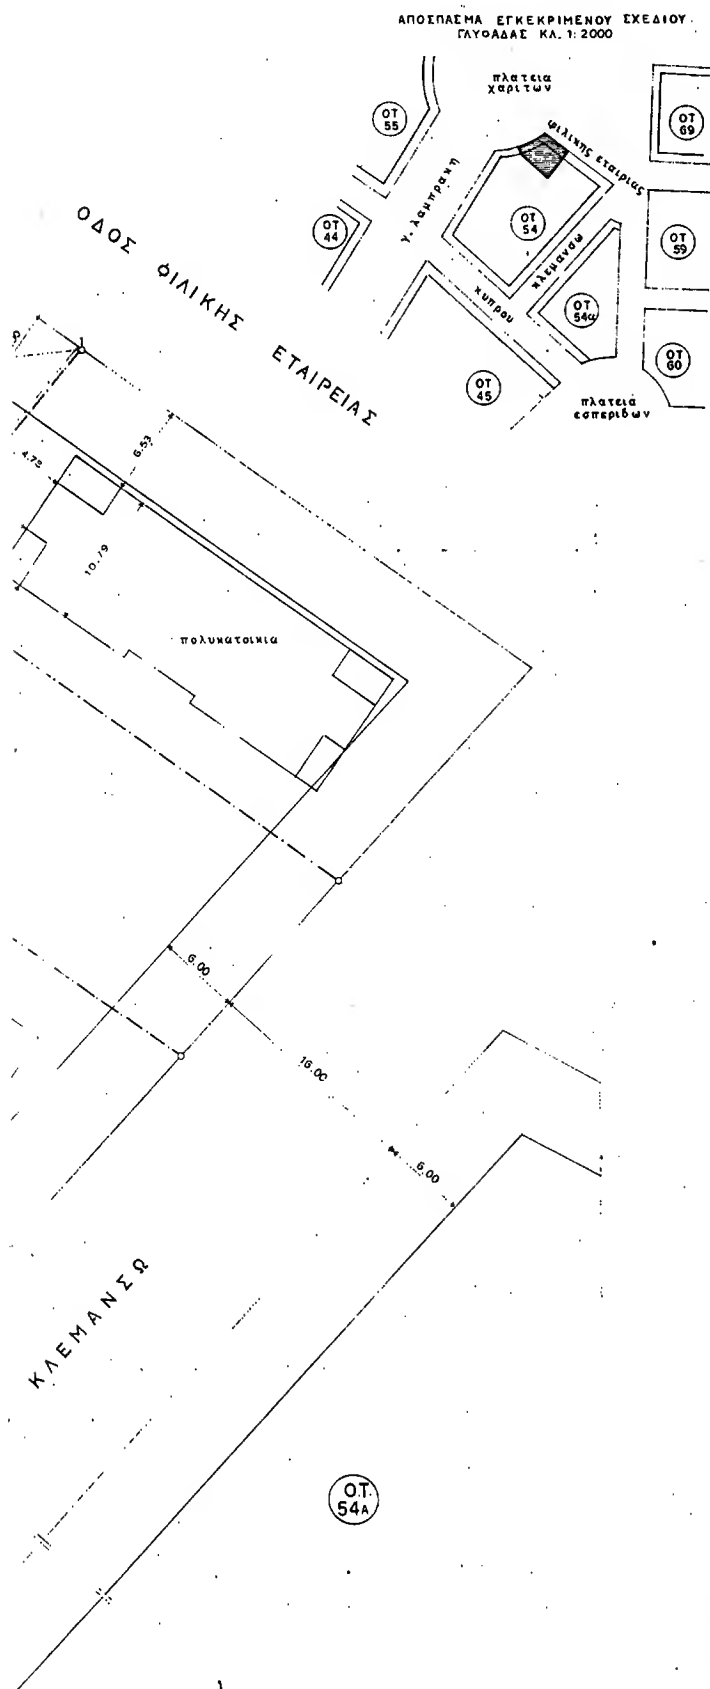 ΑΠΟΣΠΑΣΜΑ ΕΓΚΕΚΡΙΜΕΝΟΥ ΣΧΕΔΙΟΥ
ΓΛΥΦΑΔΑΣ ΚΛ. 1:2000
πλατεια
χαριτων
ΟΤ
55
ΟΤ
69
φιλικης εταιριας
γ. λαμπρακη
ΟΤ
54
ΟΤ
44
ΟΤ
59
κλεμανσω
κυπρου
ΟΤ
54α
ΟΤ
60
ΟΤ
45
πλατειά
εσπεριδων
ΟΔΟΣ ΦΙΛΙΚΗΣ ΕΤΑΙΡΕΙΑΣ
6.53
4.78
10.79
πολυκατοικια
6.00
16.00
6.00
ΚΛΕΜΑΝΣΩ
Ο.Τ.
54Α